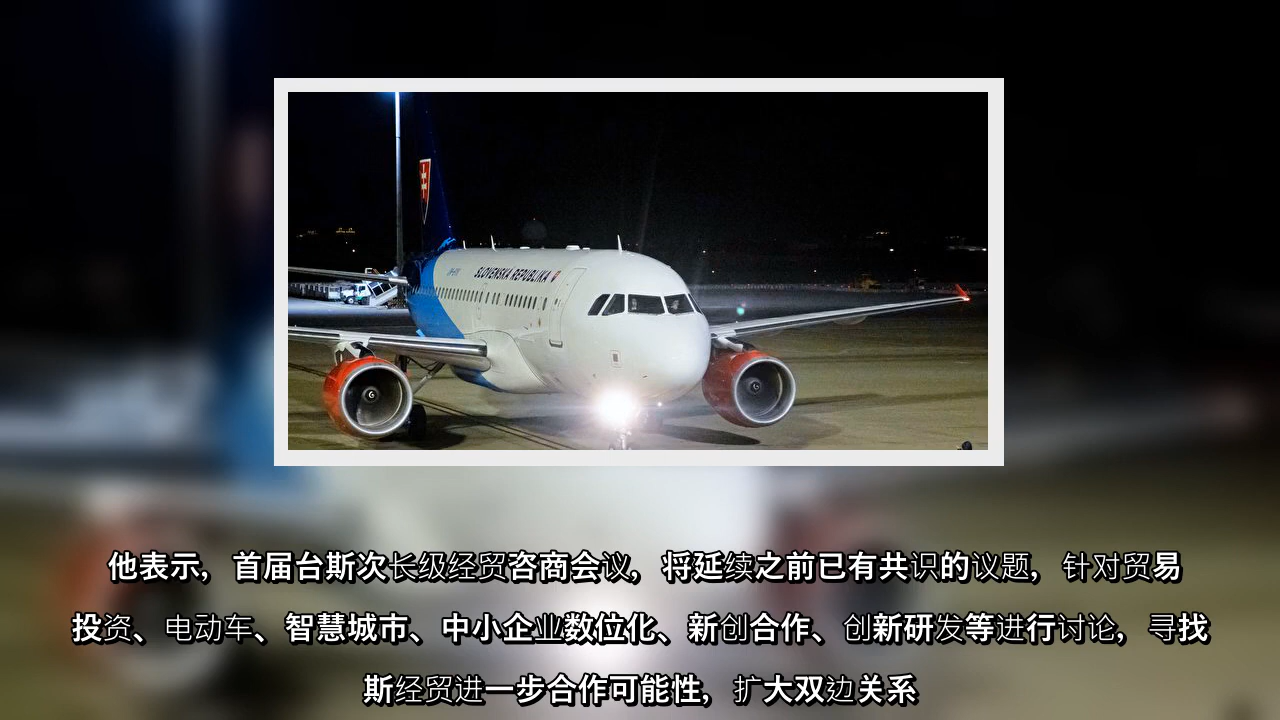 SLOVENSKÁ REPUBLIKA
他表示，首届台斯次长级经贸咨商会议，将延续之前已有共识的议题，针对贸易
投资、电动车、智慧城市、中小企业数位化、新创合作、创新研发等进行讨论，寻找
斯经贸进一步合作可能性，扩大双边关系